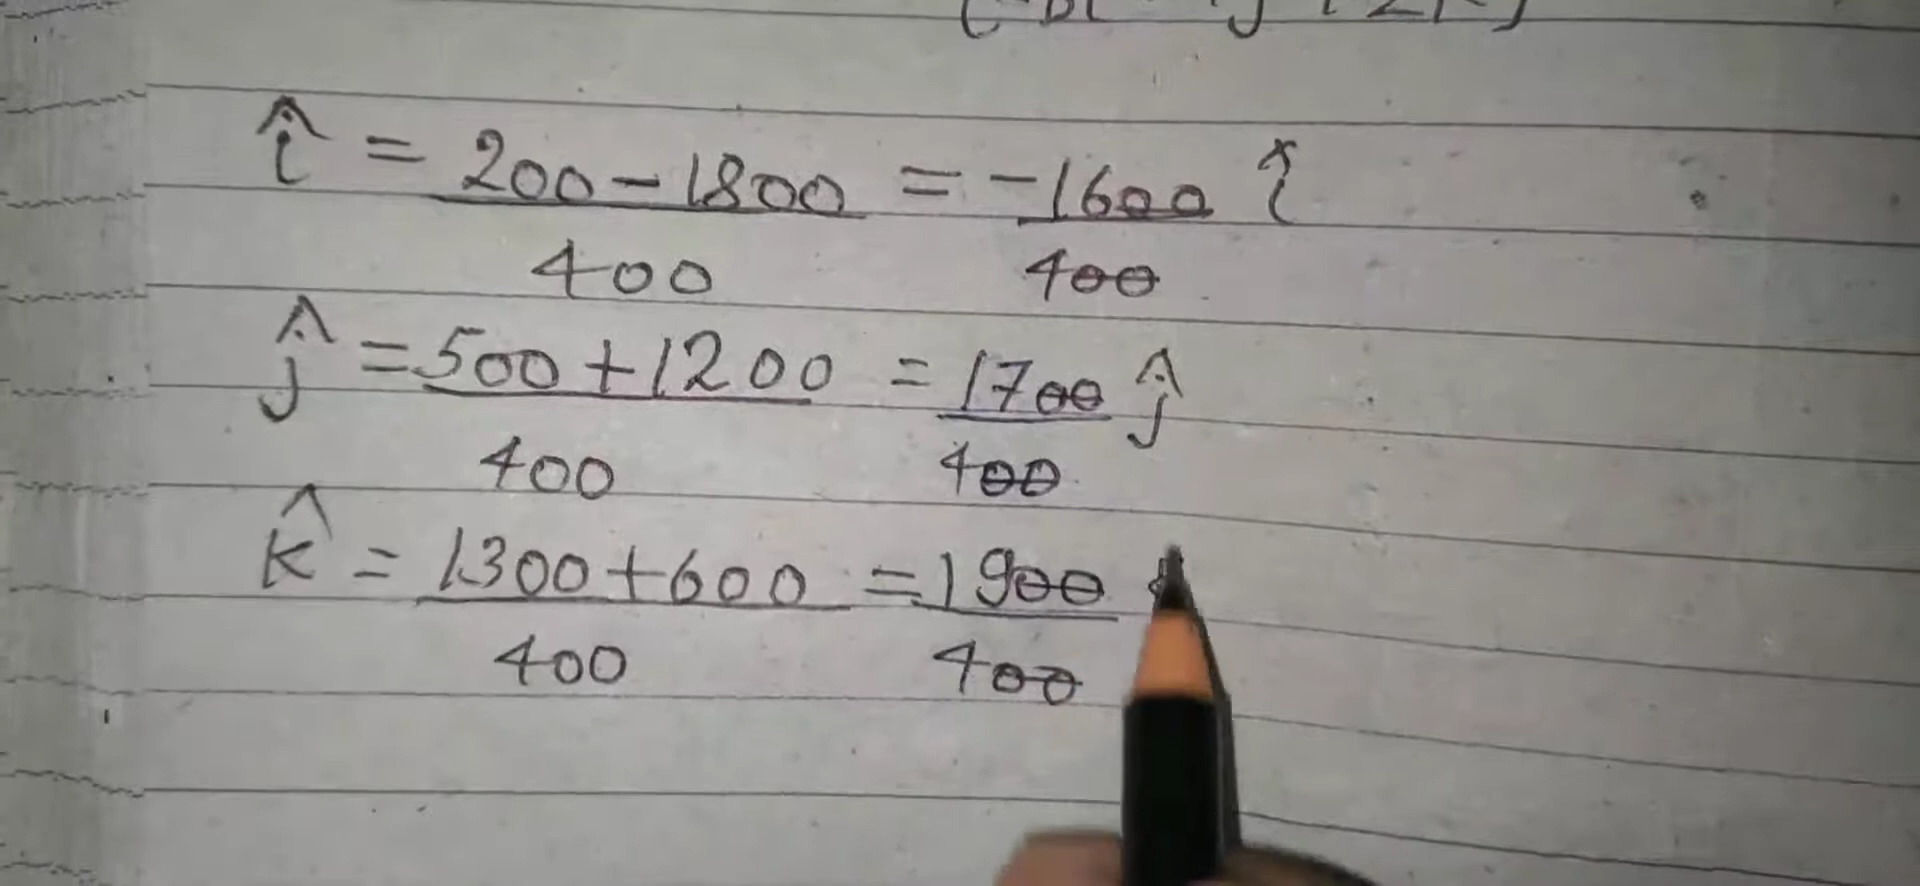 î = 200-1800 = -1600 î
400 400
ĵ = 500+1200 = 1700 ĵ
400 400
k̂ = 1300+600 = 1900
400 400